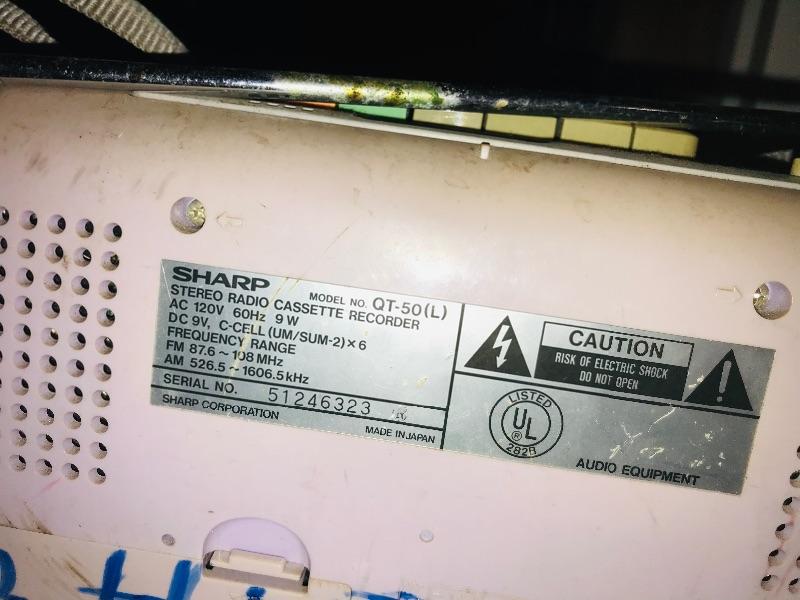 SHARP MODEL NO. QT-50(L)
STEREO RADIO CASSETTE RECORDER
AC 120V 60Hz 9W
DC 9V, C-CELL (UM/SUM-2)×6
FREQUENCY RANGE
FM 87.6~108 MHz
AM 526.5~1606.5 kHz
SERIAL NO. 51246323
SHARP CORPORATION MADE IN JAPAN
CAUTION
RISK OF ELECTRIC SHOCK
DO NOT OPEN
LISTED
UL ®
282B
AUDIO EQUIPMENT